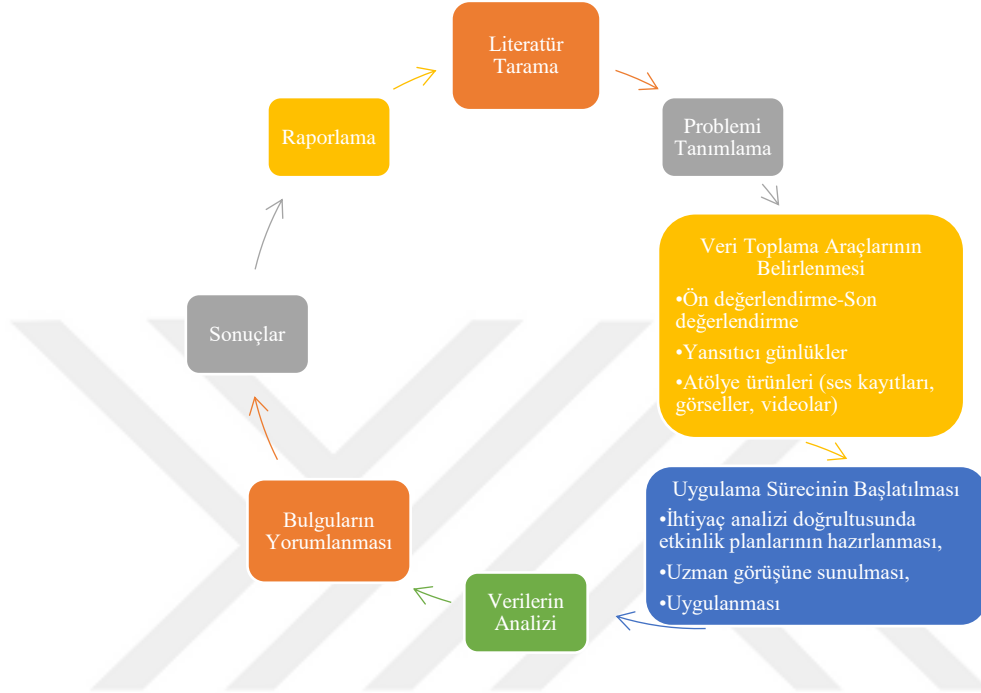 Literatür
Tarama
Problemi
Tanımlama
Veri Toplama Araçlarının
Belirlenmesi
•Ön değerlendirme-Son
değerlendirme
•Yansıtıcı günlükler
•Atölye ürünleri (ses kayıtları,
görseller, videolar)
Uygulama Sürecinin Başlatılması
•İhtiyaç analizi doğrultusunda
etkinlik planlarının hazırlanması,
•Uzman görüşüne sunulması,
•Uygulanması
Verilerin
Analizi
Bulguların
Yorumlanması
Sonuçlar
Raporlama